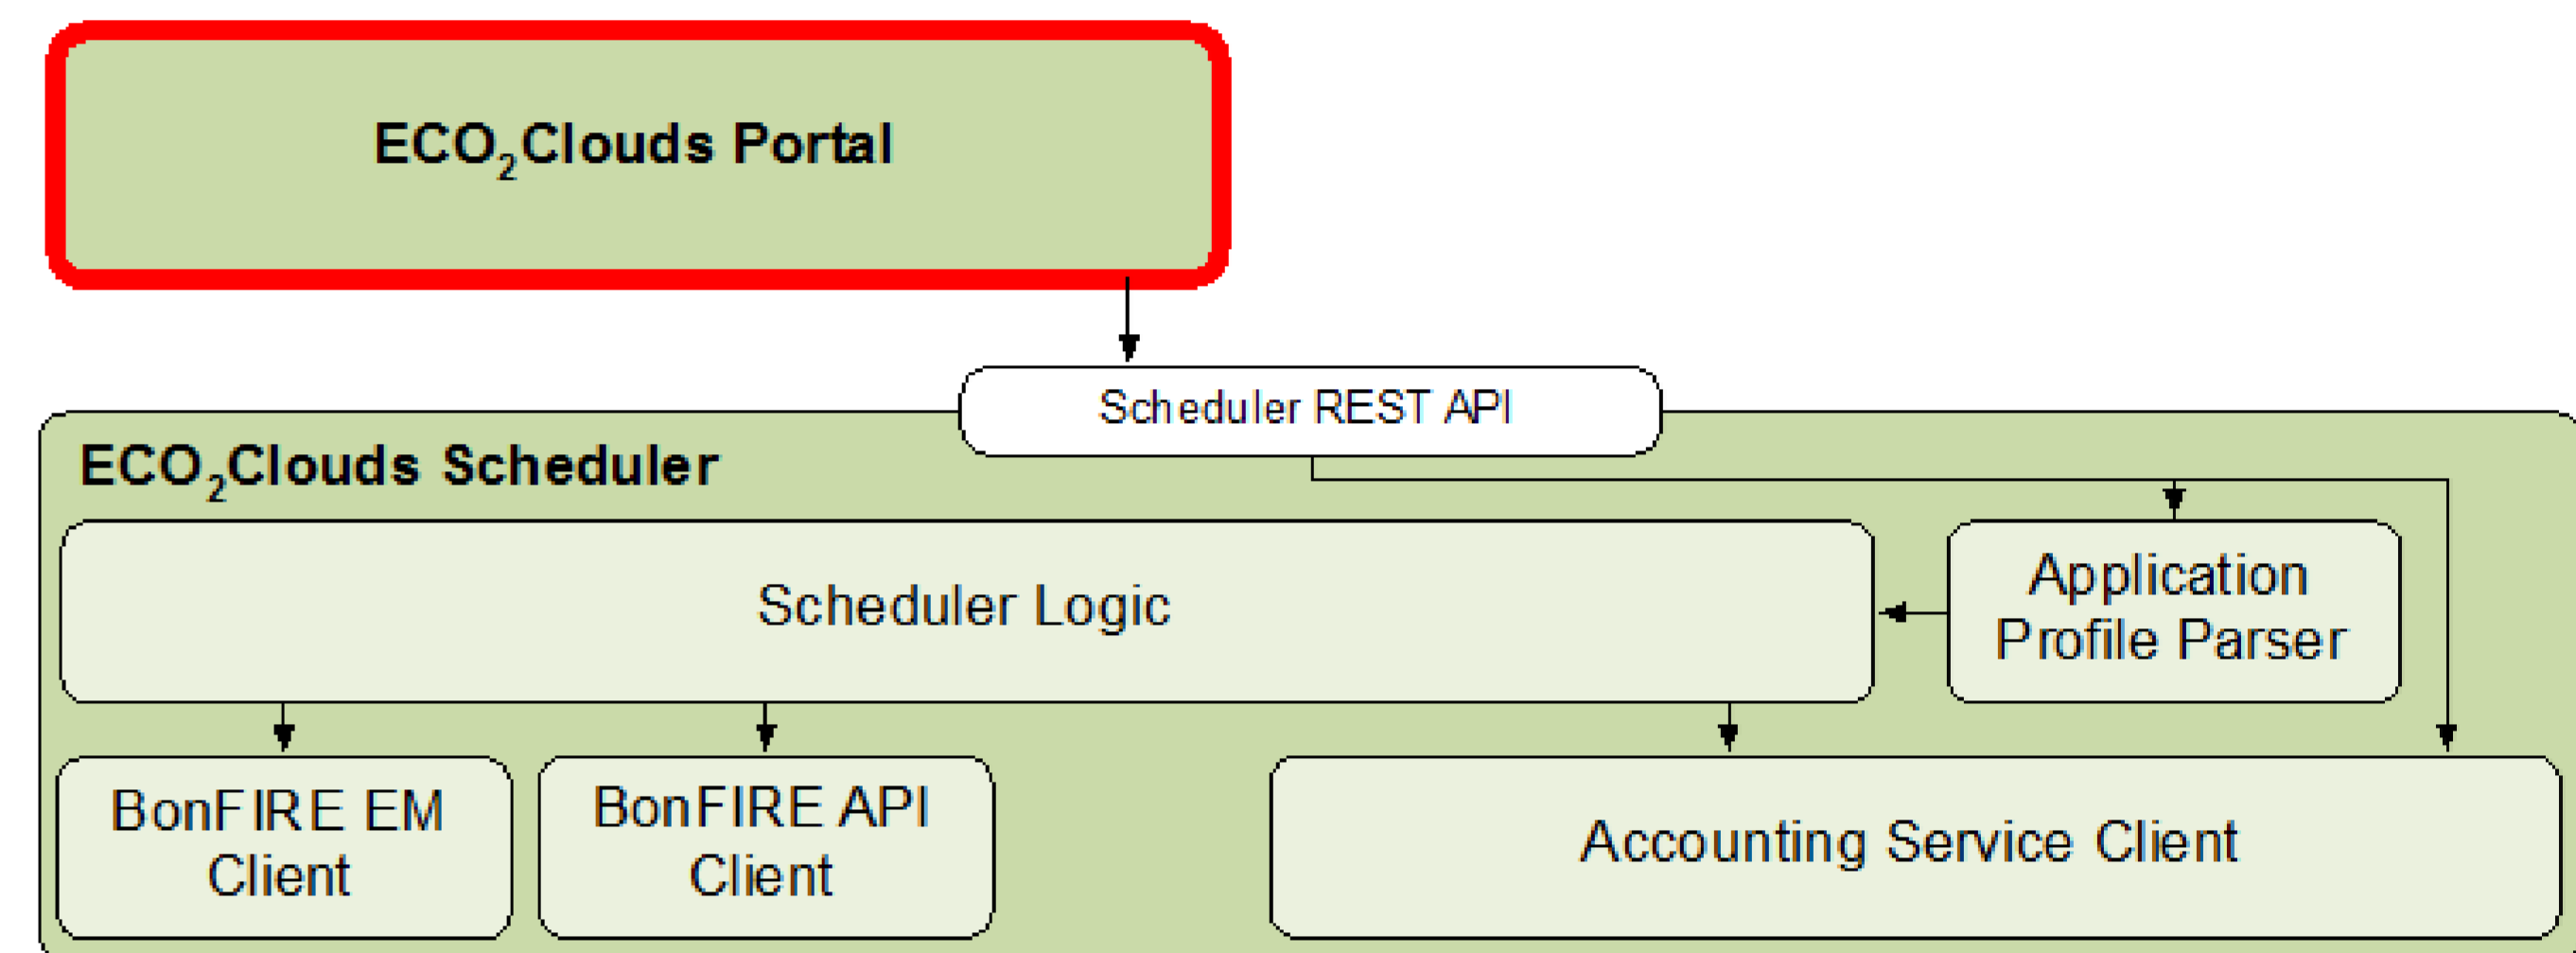 ECO₂Clouds Portal
Scheduler REST API
ECO₂Clouds Scheduler
Scheduler Logic
Application
Profile Parser
BonFIRE EM
Client
BonFIRE API
Client
Accounting Service Client